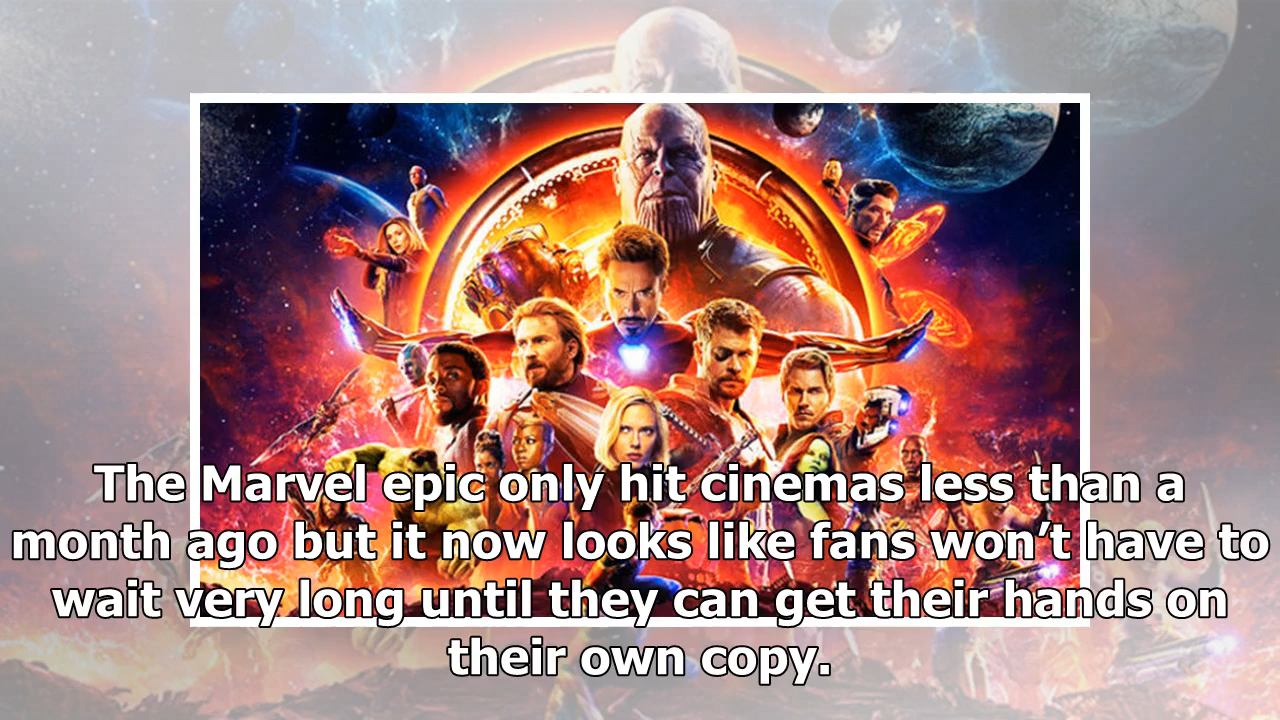 The Marvel epic only hit cinemas less than a
month ago but it now looks like fans won’t have to
wait very long until they can get their hands on
their own copy.